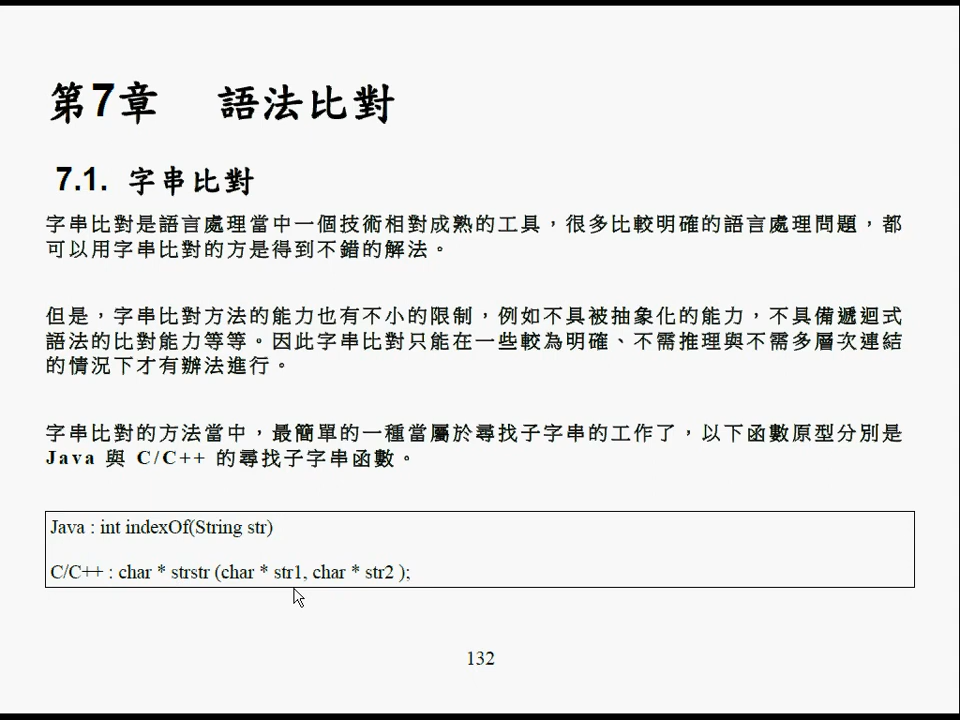 第7章 語法比對
7.1. 字串比對
字串比對是語言處理當中一個技術相對成熟的工具，很多比較明確的語言處理問題，都
可以用字串比對的方是得到不錯的解法。
但是，字串比對方法的能力也有不小的限制，例如不具被抽象化的能力，不具備遞迴式
語法的比對能力等等。因此字串比對只能在一些較為明確、不需推理與不需多層次連結
的情況下才有辦法進行。
字串比對的方法當中，最簡單的一種當屬於尋找子字串的工作了，以下函數原型分別是
Java 與 C/C++ 的尋找子字串函數。
Java : int indexOf(String str)
C/C++ : char * strstr (char * str1, char * str2 );
132